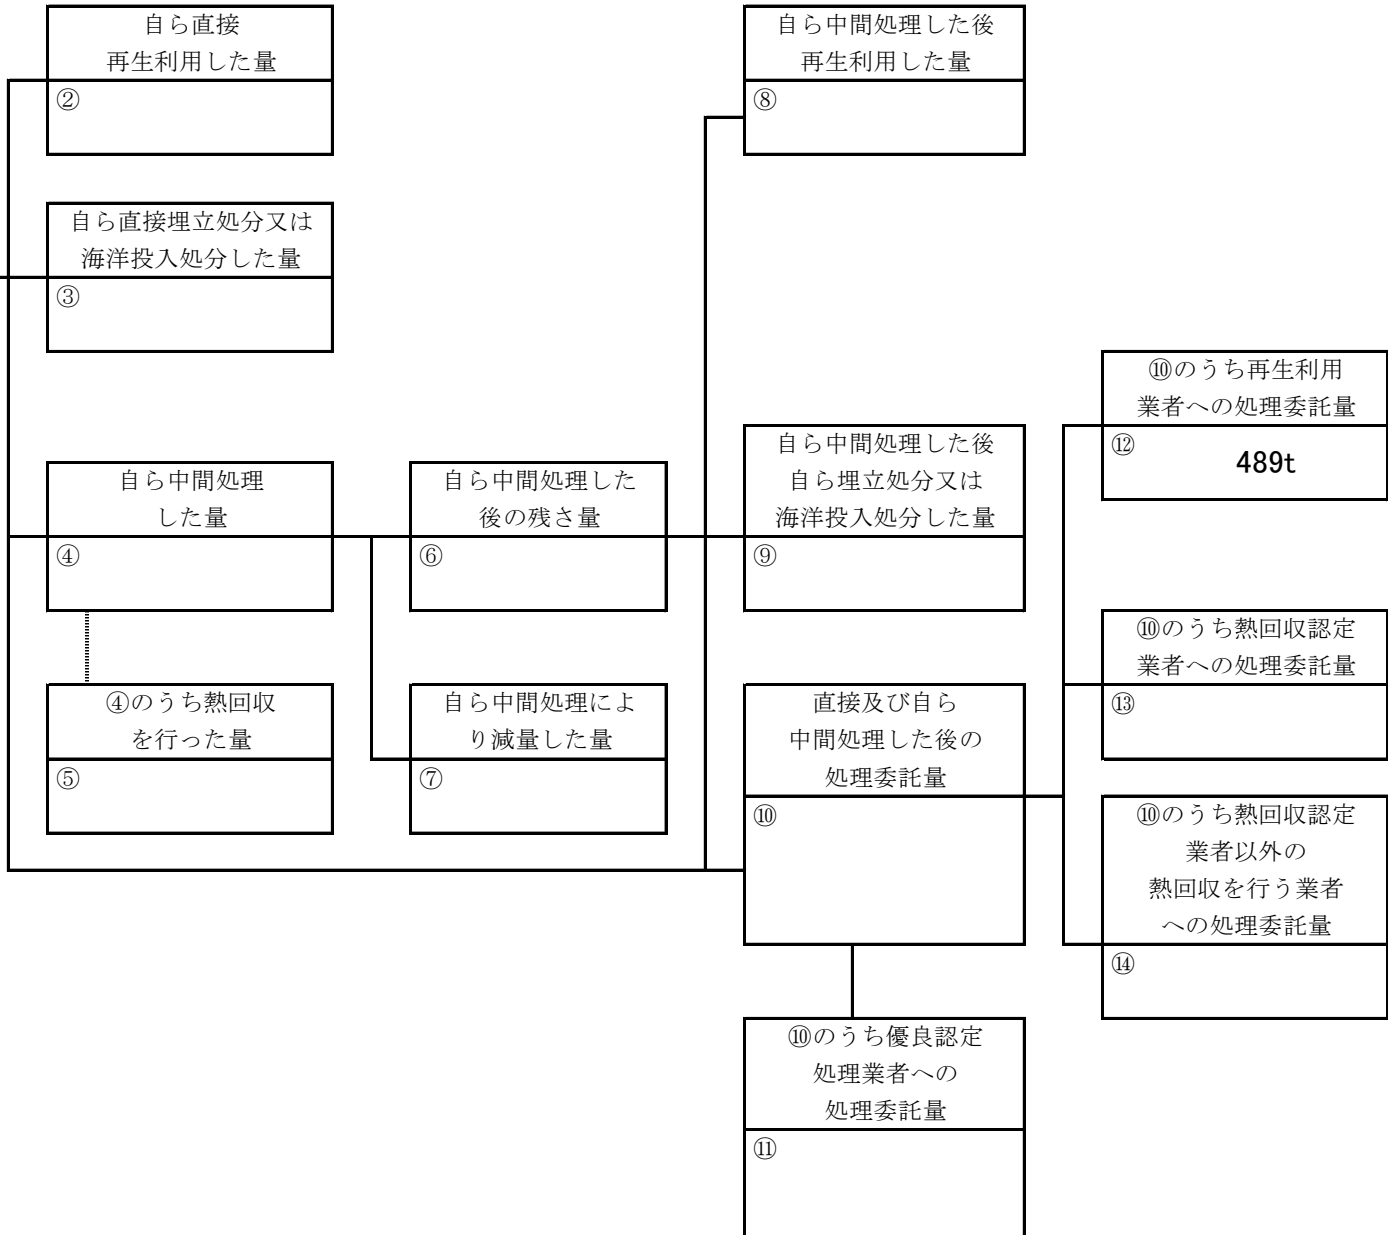 自ら直接
再生利用した量
②
自ら中間処理した後
再生利用した量
⑧
自ら直接埋立処分又は
海洋投入処分した量
③
⑩のうち再生利用
業者への処理委託量
⑫
489t
自ら中間処理
した量
④
自ら中間処理した
後の残さ量
⑥
自ら中間処理した後
自ら埋立処分又は
海洋投入処分した量
⑨
⑩のうち熱回収認定
業者への処理委託量
⑬
④のうち熱回収
を行った量
⑤
自ら中間処理によ
り減量した量
⑦
直接及び自ら
中間処理した後の
処理委託量
⑩
⑩のうち熱回収認定
業者以外の
熱回収を行う業者
への処理委託量
⑭
⑩のうち優良認定
処理業者への
処理委託量
⑪